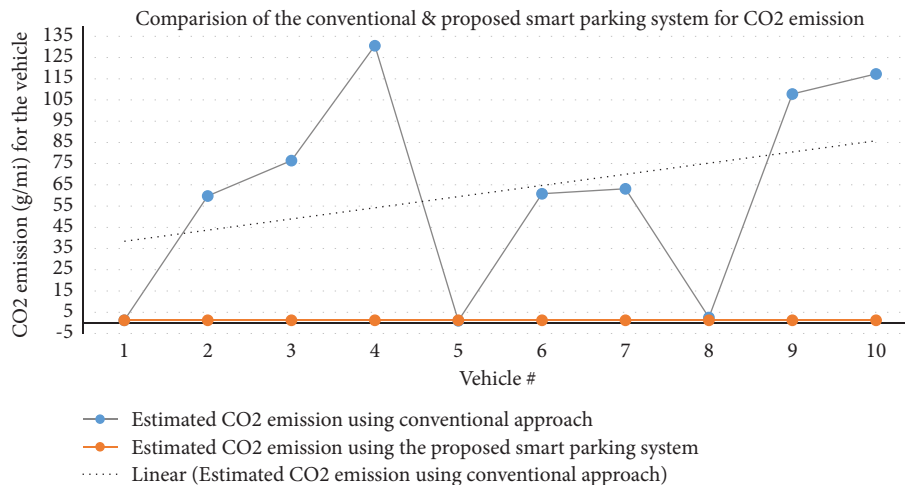 Comparision of the conventional & proposed smart parking system for CO2 emission
CO2 emission (g/mi) for the vehicle
135
125
115
105
95
85
75
65
55
45
35
25
15
5
-5
1 2 3 4 5 6 7 8 9 10
Vehicle #
Estimated CO2 emission using conventional approach
Estimated CO2 emission using the proposed smart parking system
Linear (Estimated CO2 emission using conventional approach)